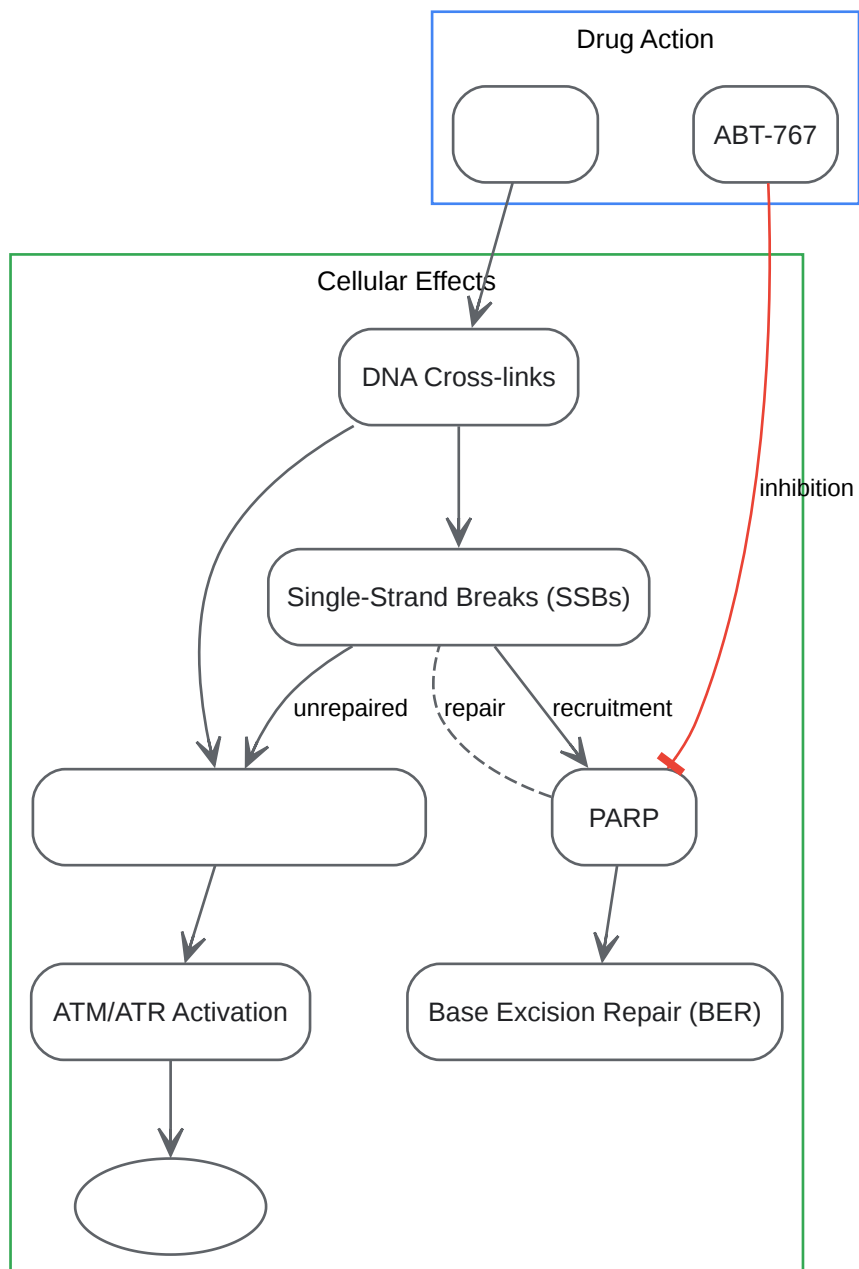 Drug Action
ABT-767
Cellular Effects
DNA Cross-links
inhibition
Single-Strand Breaks (SSBs)
unrepaired
repair
recruitment
PARP
ATM/ATR Activation
Base Excision Repair (BER)